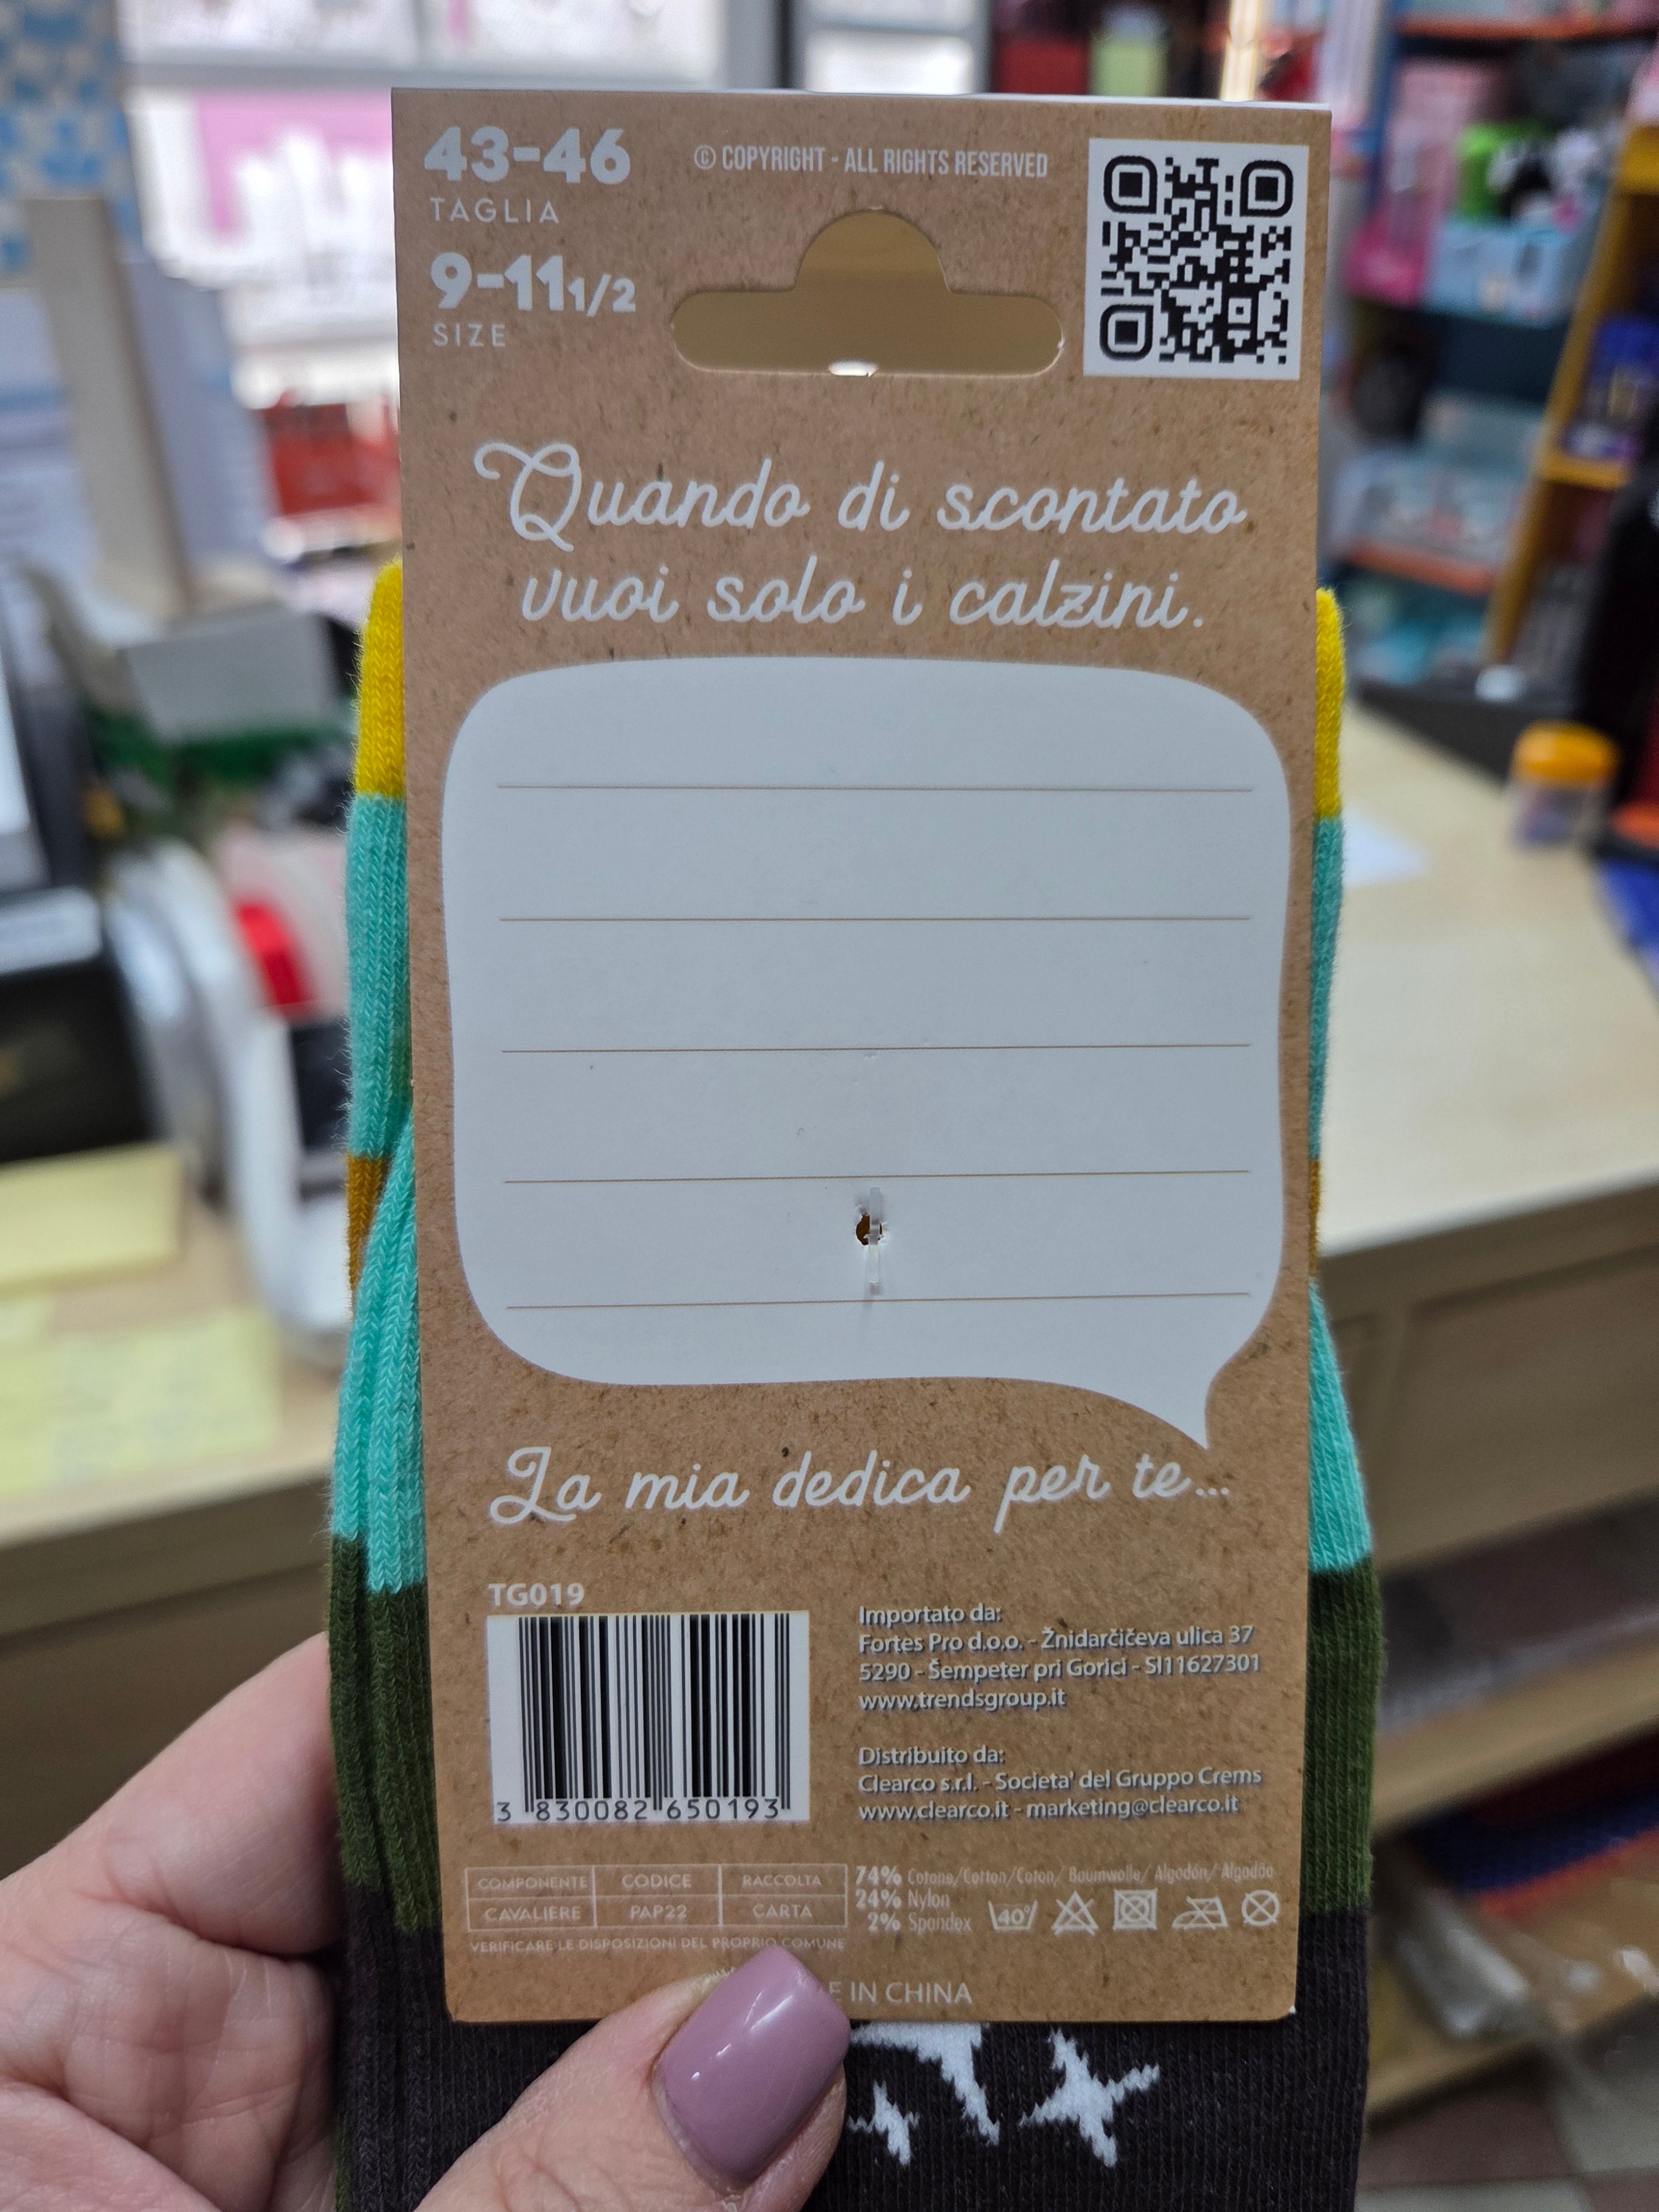 43-46
TAGLIA
9-11 1/2
SIZE
© COPYRIGHT - ALL RIGHTS RESERVED
Quando di scontato
vuoi solo i calzini.
La mia dedica per te...
TG019
3 830082 650193
Importato da:
Fortes Pro d.o.o. - Žnidarčičeva ulica 37
5290 - Šempeter pri Gorici - SI11627301
www.trendsgroup.it
Distribuito da:
Clearco s.r.l. - Societa' del Gruppo Crems
www.clearco.it - marketing@clearco.it
COMPONENTE CODICE RACCOLTA
CAVALIERE PAP22 CARTA
VERIFICARE LE DISPOSIZIONI DEL PROPRIO COMUNE
74% Cotone/Cotton/Coton/ Baumwolle/ Algodón/ Algodão
24% Nylon
2% Spandex
40°
IN CHINA